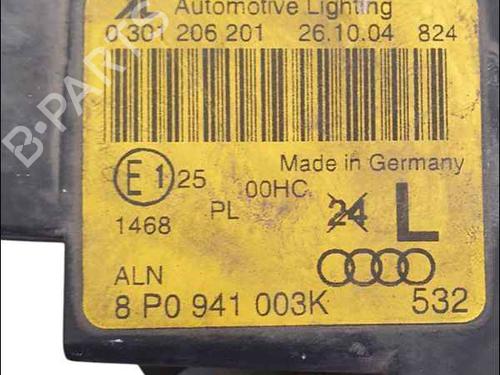 Automotive Lighting
0 301 206 201 26.10.04 824
Made in Germany
E1 25 00HC 24 L
1468 PL
ALN
8 P0 941 003K 532
B-PARTS